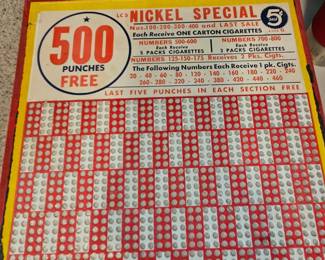 LCS NICKEL SPECIAL 5¢
Nos. 100-200-300-400 and LAST SALE
Each Receive ONE CARTON CIGARETTES
500
PUNCHES
FREE
NUMBERS 500-600
Each Receive
5 PACKS CIGARETTES
NUMBERS 700-800
Each Receive
3 PACKS CIGARETTES
NUMBERS 125-150-175 Receives 2 Pkg. Cigts.
The Following Numbers Each Receive 1 pk. Cigts.
20 - 40 - 60 - 80 - 120 - 140 - 160 - 180 - 220 - 240
260 - 280 - 320 - 340 - 360 - 380 - 420 - 440 - 460
LAST FIVE PUNCHES IN EACH SECTION FREE